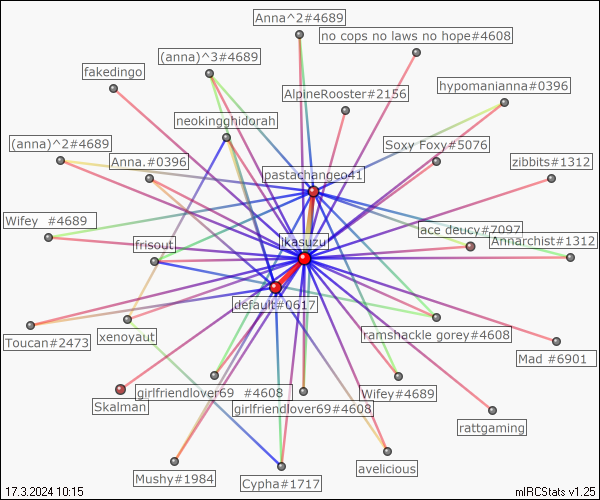 Anna^2#4689
no cops no laws no hope#4608
(anna)^3#4689
fakedingo
hypomanianna#0396
AlpineRooster#2156
neokingghidorah
(anna)^2#4689
Soxy Foxy#5076
Anna.#0396
zibbits#1312
pastachangeo41
Wifey #4689
ace deucy#7097
Annarchist#1312
frisout
Ikasuzu
default#0617
Toucan#2473
xenoyaut
ramshackle gorey#4608
Mad #6901
girlfriendlover69 #4608
Wifey#4689
Skalman
girlfriendlover69#4608
rattgaming
avelicious
Mushy#1984
Cypha#1717
17.3.2024 10:15
mIRCStats v1.25